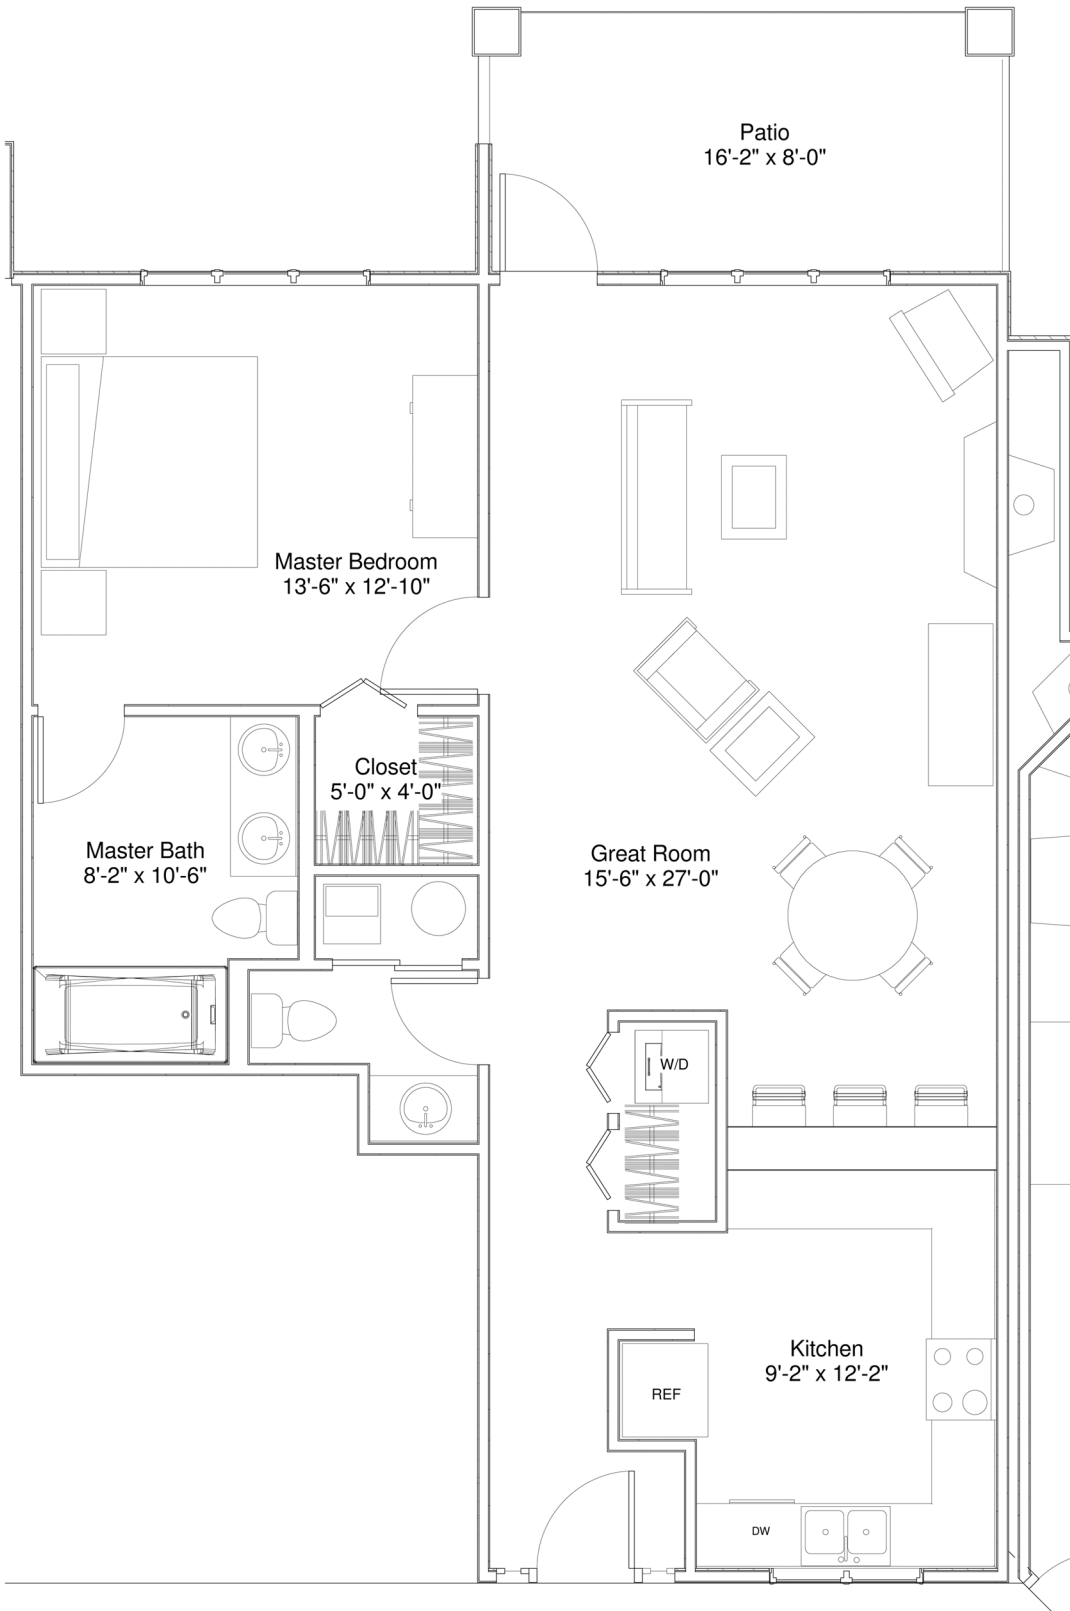 Patio
16'-2" x 8'-0"
Master Bedroom
13'-6" x 12'-10"
Closet
5'-0" x 4'-0"
Master Bath
8'-2" x 10'-6"
Great Room
15'-6" x 27'-0"
W/D
Kitchen
9'-2" x 12'-2"
REF
DW